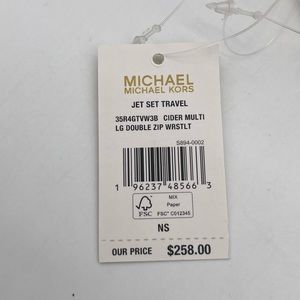 MICHAEL
MICHAEL KORS
JET SET TRAVEL
35R4GTVW3B CIDER MULTI
LG DOUBLE ZIP WRSTLT
S894-0002
1 96237 48566 3
FSC
MIX
Paper
FSC® C012345
NS
OUR PRICE $258.00